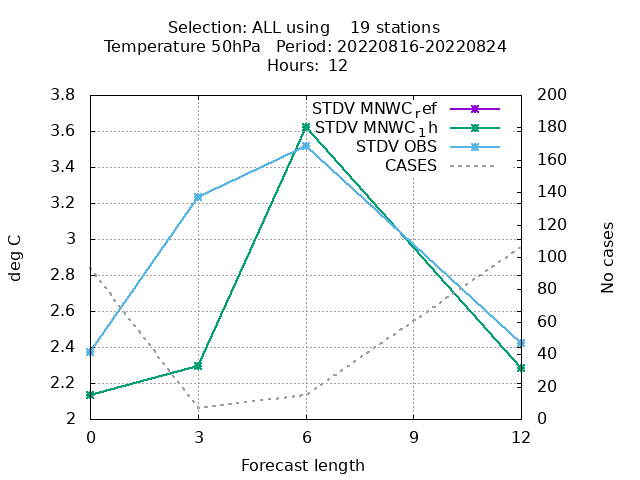 Selection: ALL using    19 stations
Temperature 50hPa   Period: 20220816-20220824
Hours:  12
3.8
3.6
3.4
3.2
3
2.8
2.6
2.4
2.2
2
200
180
160
140
120
100
80
60
40
20
0
STDV MNWCref
STDV MNWC1h
STDV OBS
CASES
deg C
No cases
0 3 6 9 12
Forecast length